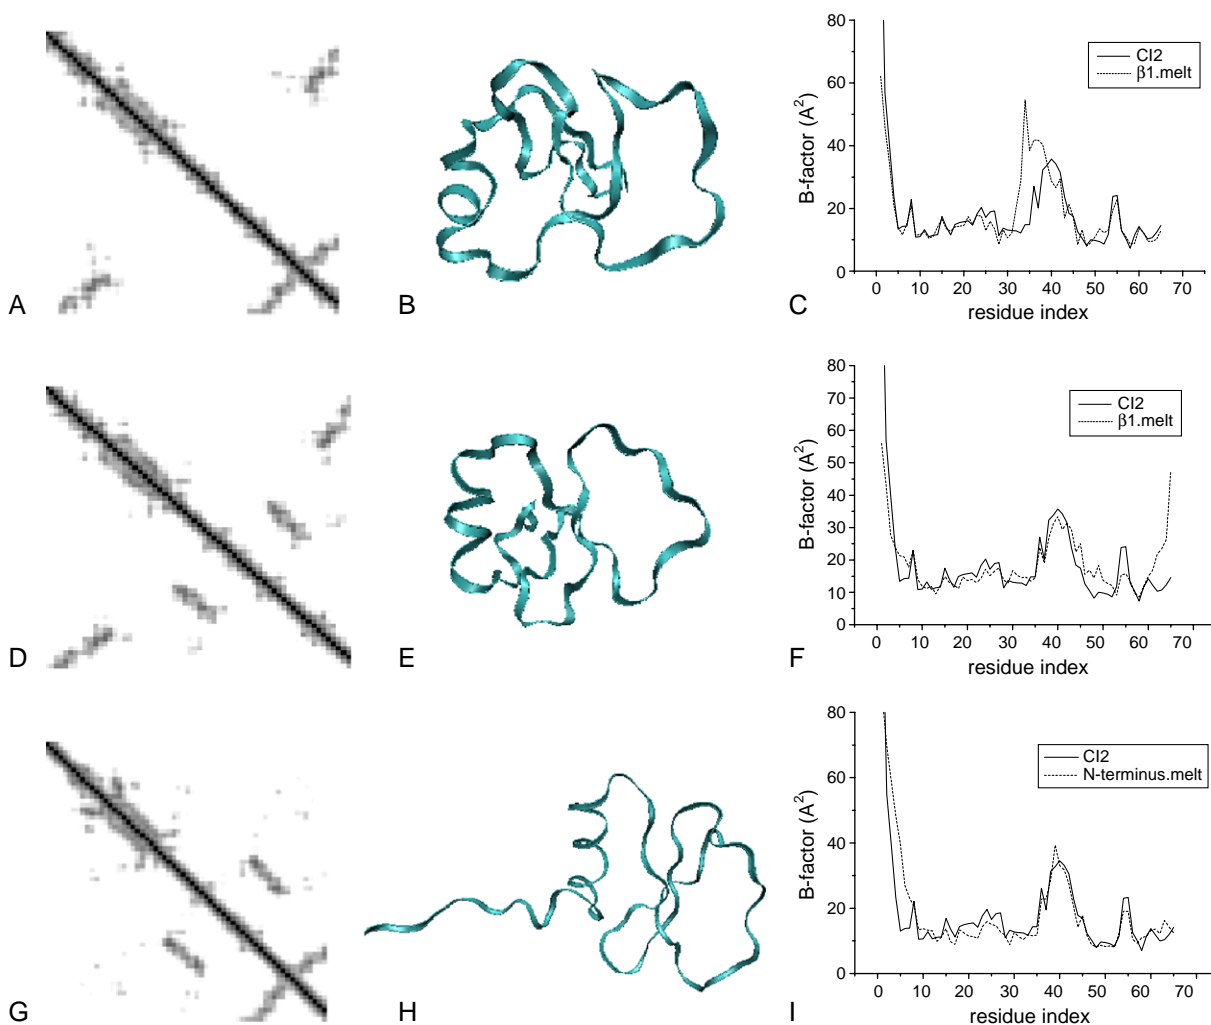 80
60
40
20
0
B-factor (A²)
CI2
β1.melt
0 10 20 30 40 50 60 70
residue index
A
B
C
80
70
60
50
40
30
20
10
0
B-factor (A²)
CI2
β1.melt
0 10 20 30 40 50 60 70
residue index
D
E
F
80
60
40
20
0
B-factor (A²)
CI2
N-terminus.melt
0 10 20 30 40 50 60 70
residue index
G
H
I